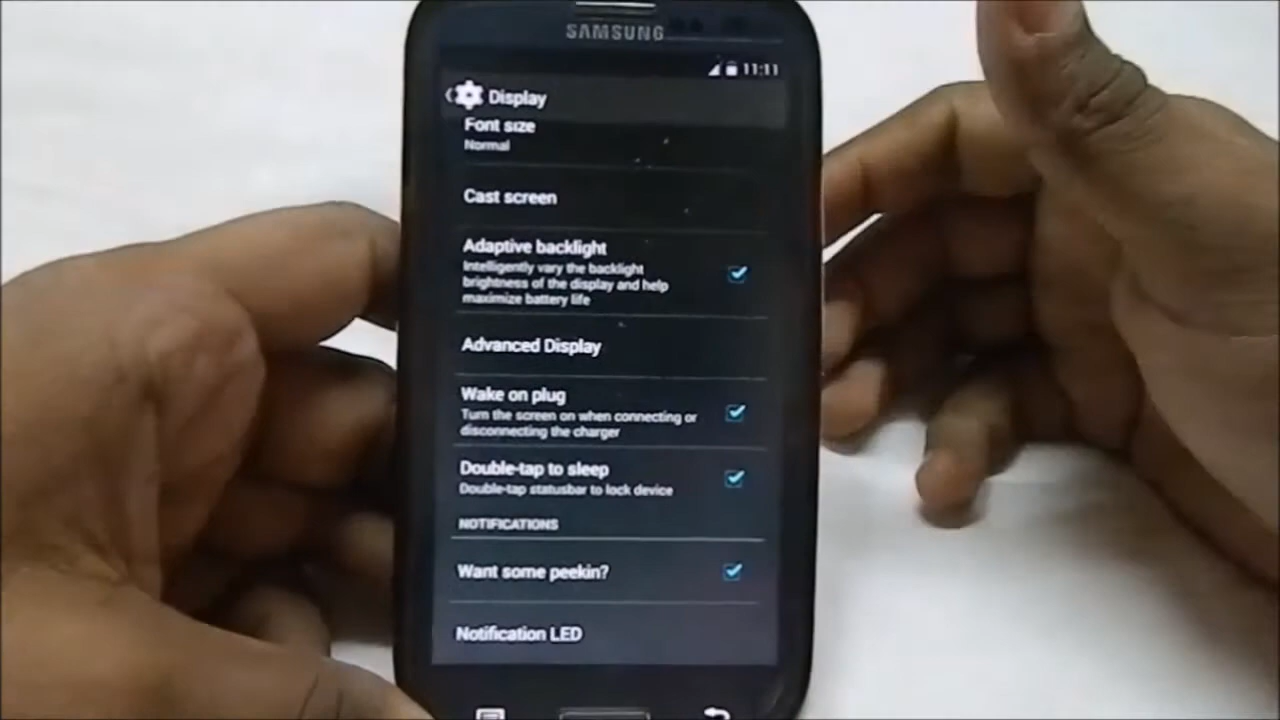 SAMSUNG
11:11
Display
Font size
Normal
Cast screen
Adaptive backlight
Intelligently vary the backlight
brightness of the display and help
maximize battery life
Advanced Display
Wake on plug
Turn the screen on when connecting or
disconnecting the charger
Double-tap to sleep
Double-tap statusbar to lock device
NOTIFICATIONS
Want some peekin?
Notification LED